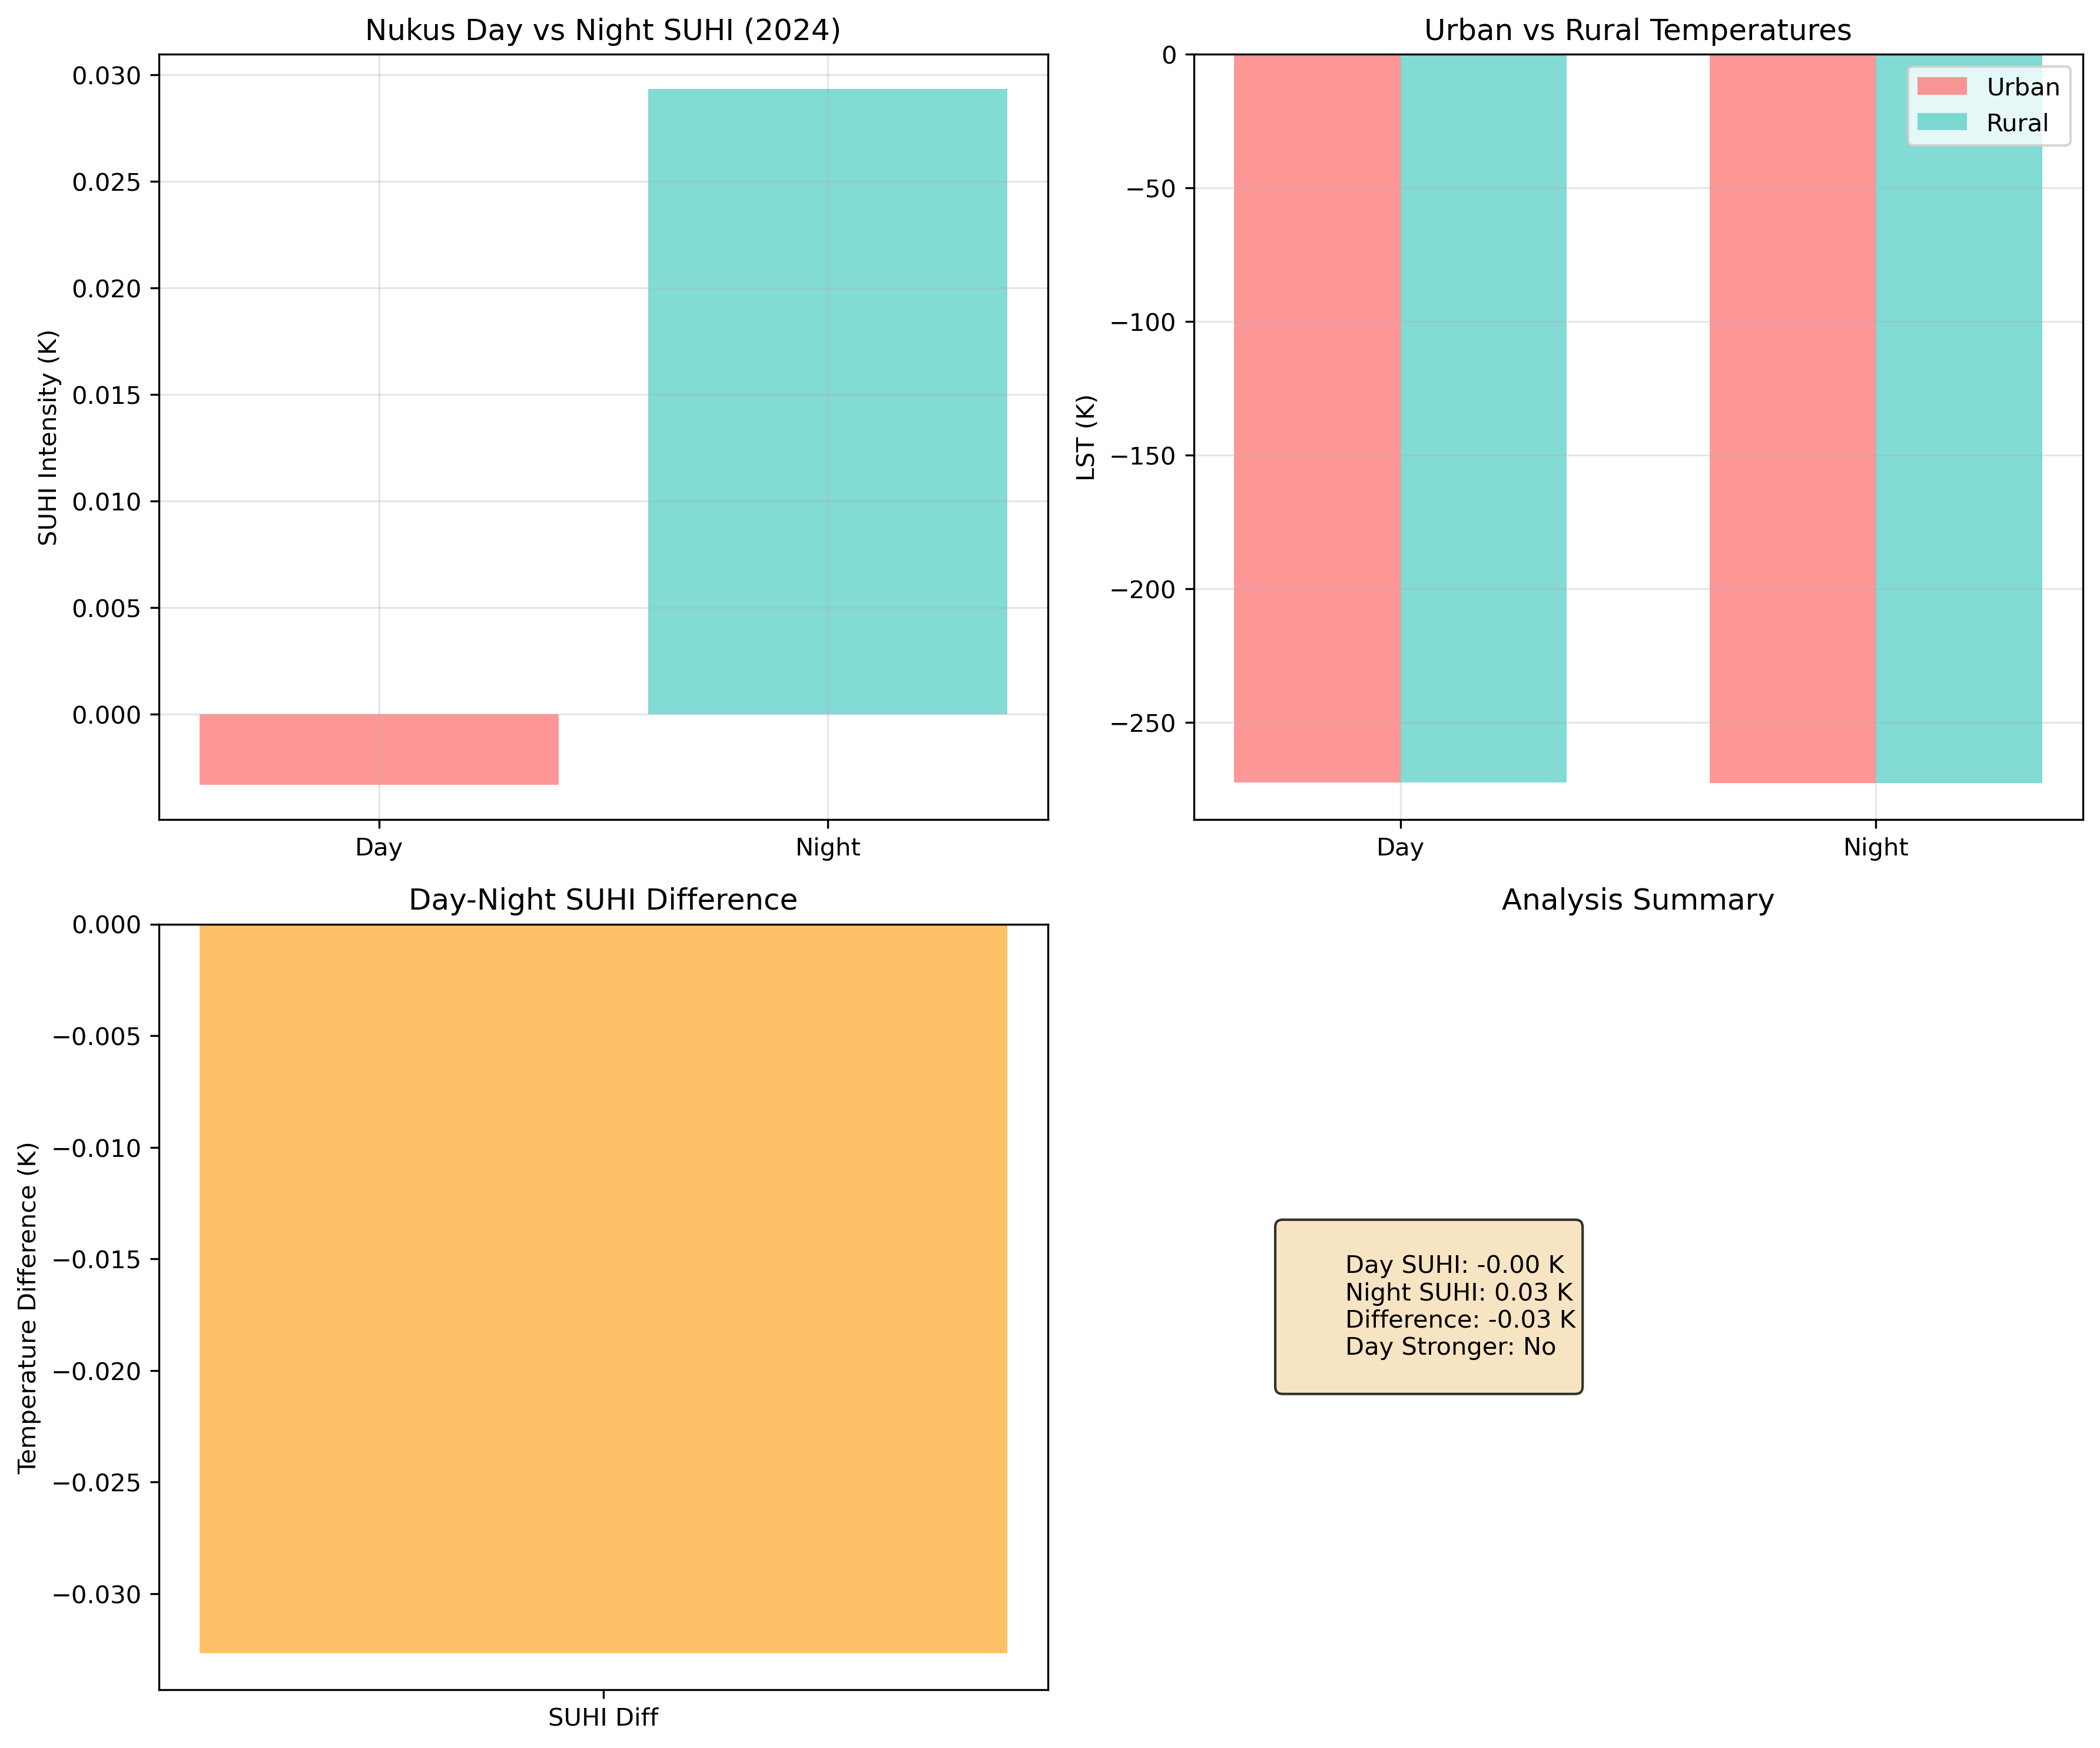 Nukus Day vs Night SUHI (2024)
SUHI Intensity (K)
0.030
0.025
0.020
0.015
0.010
0.005
0.000
Day
Night
Urban vs Rural Temperatures
LST (K)
0
−50
−100
−150
−200
−250
Urban
Rural
Day
Night
Day-Night SUHI Difference
Temperature Difference (K)
0.000
−0.005
−0.010
−0.015
−0.020
−0.025
−0.030
SUHI Diff
Analysis Summary
Day SUHI: -0.00 K
Night SUHI: 0.03 K
Difference: -0.03 K
Day Stronger: No